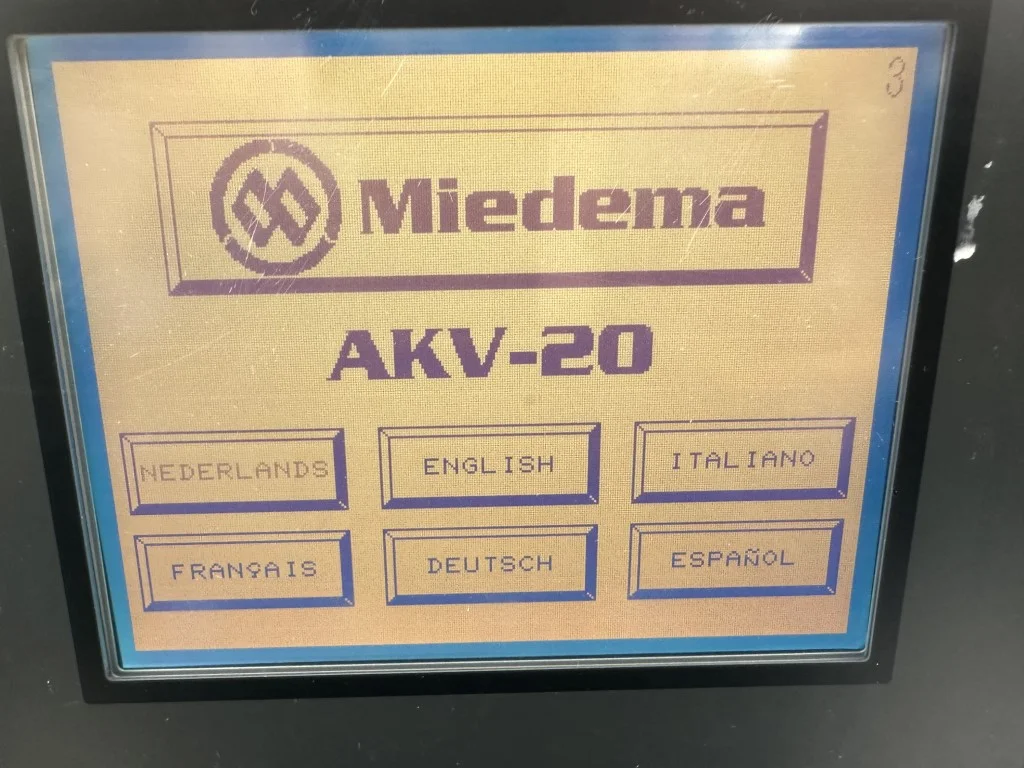 3
Miedema
AKV-20
NEDERLANDS ENGLISH ITALIANO
FRANÇAIS DEUTSCH ESPAÑOL